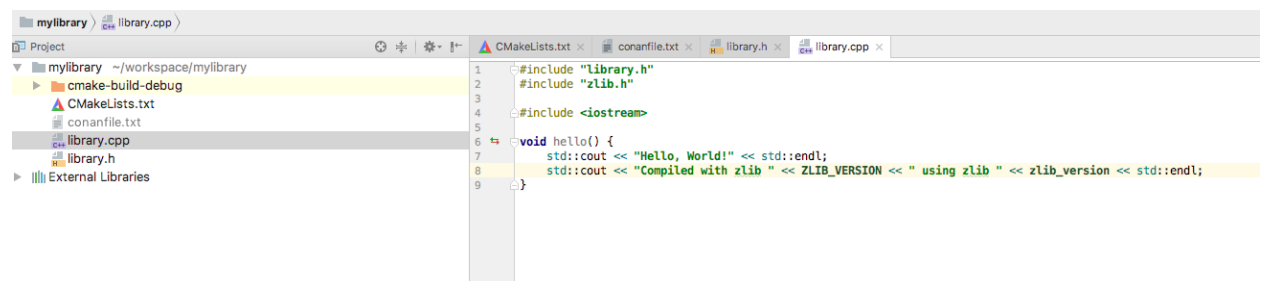 mylibrary library.cpp
Project
CMakeLists.txt conanfile.txt library.h library.cpp
mylibrary ~/workspace/mylibrary
cmake-build-debug
CMakeLists.txt
conanfile.txt
library.cpp
library.h
External Libraries
1 #include "library.h"
2 #include "zlib.h"
3
4 #include <iostream>
5
6 void hello() {
7 std::cout << "Hello, World!" << std::endl;
8 std::cout << "Compiled with zlib " << ZLIB_VERSION << " using zlib " << zlib_version << std::endl;
9 }